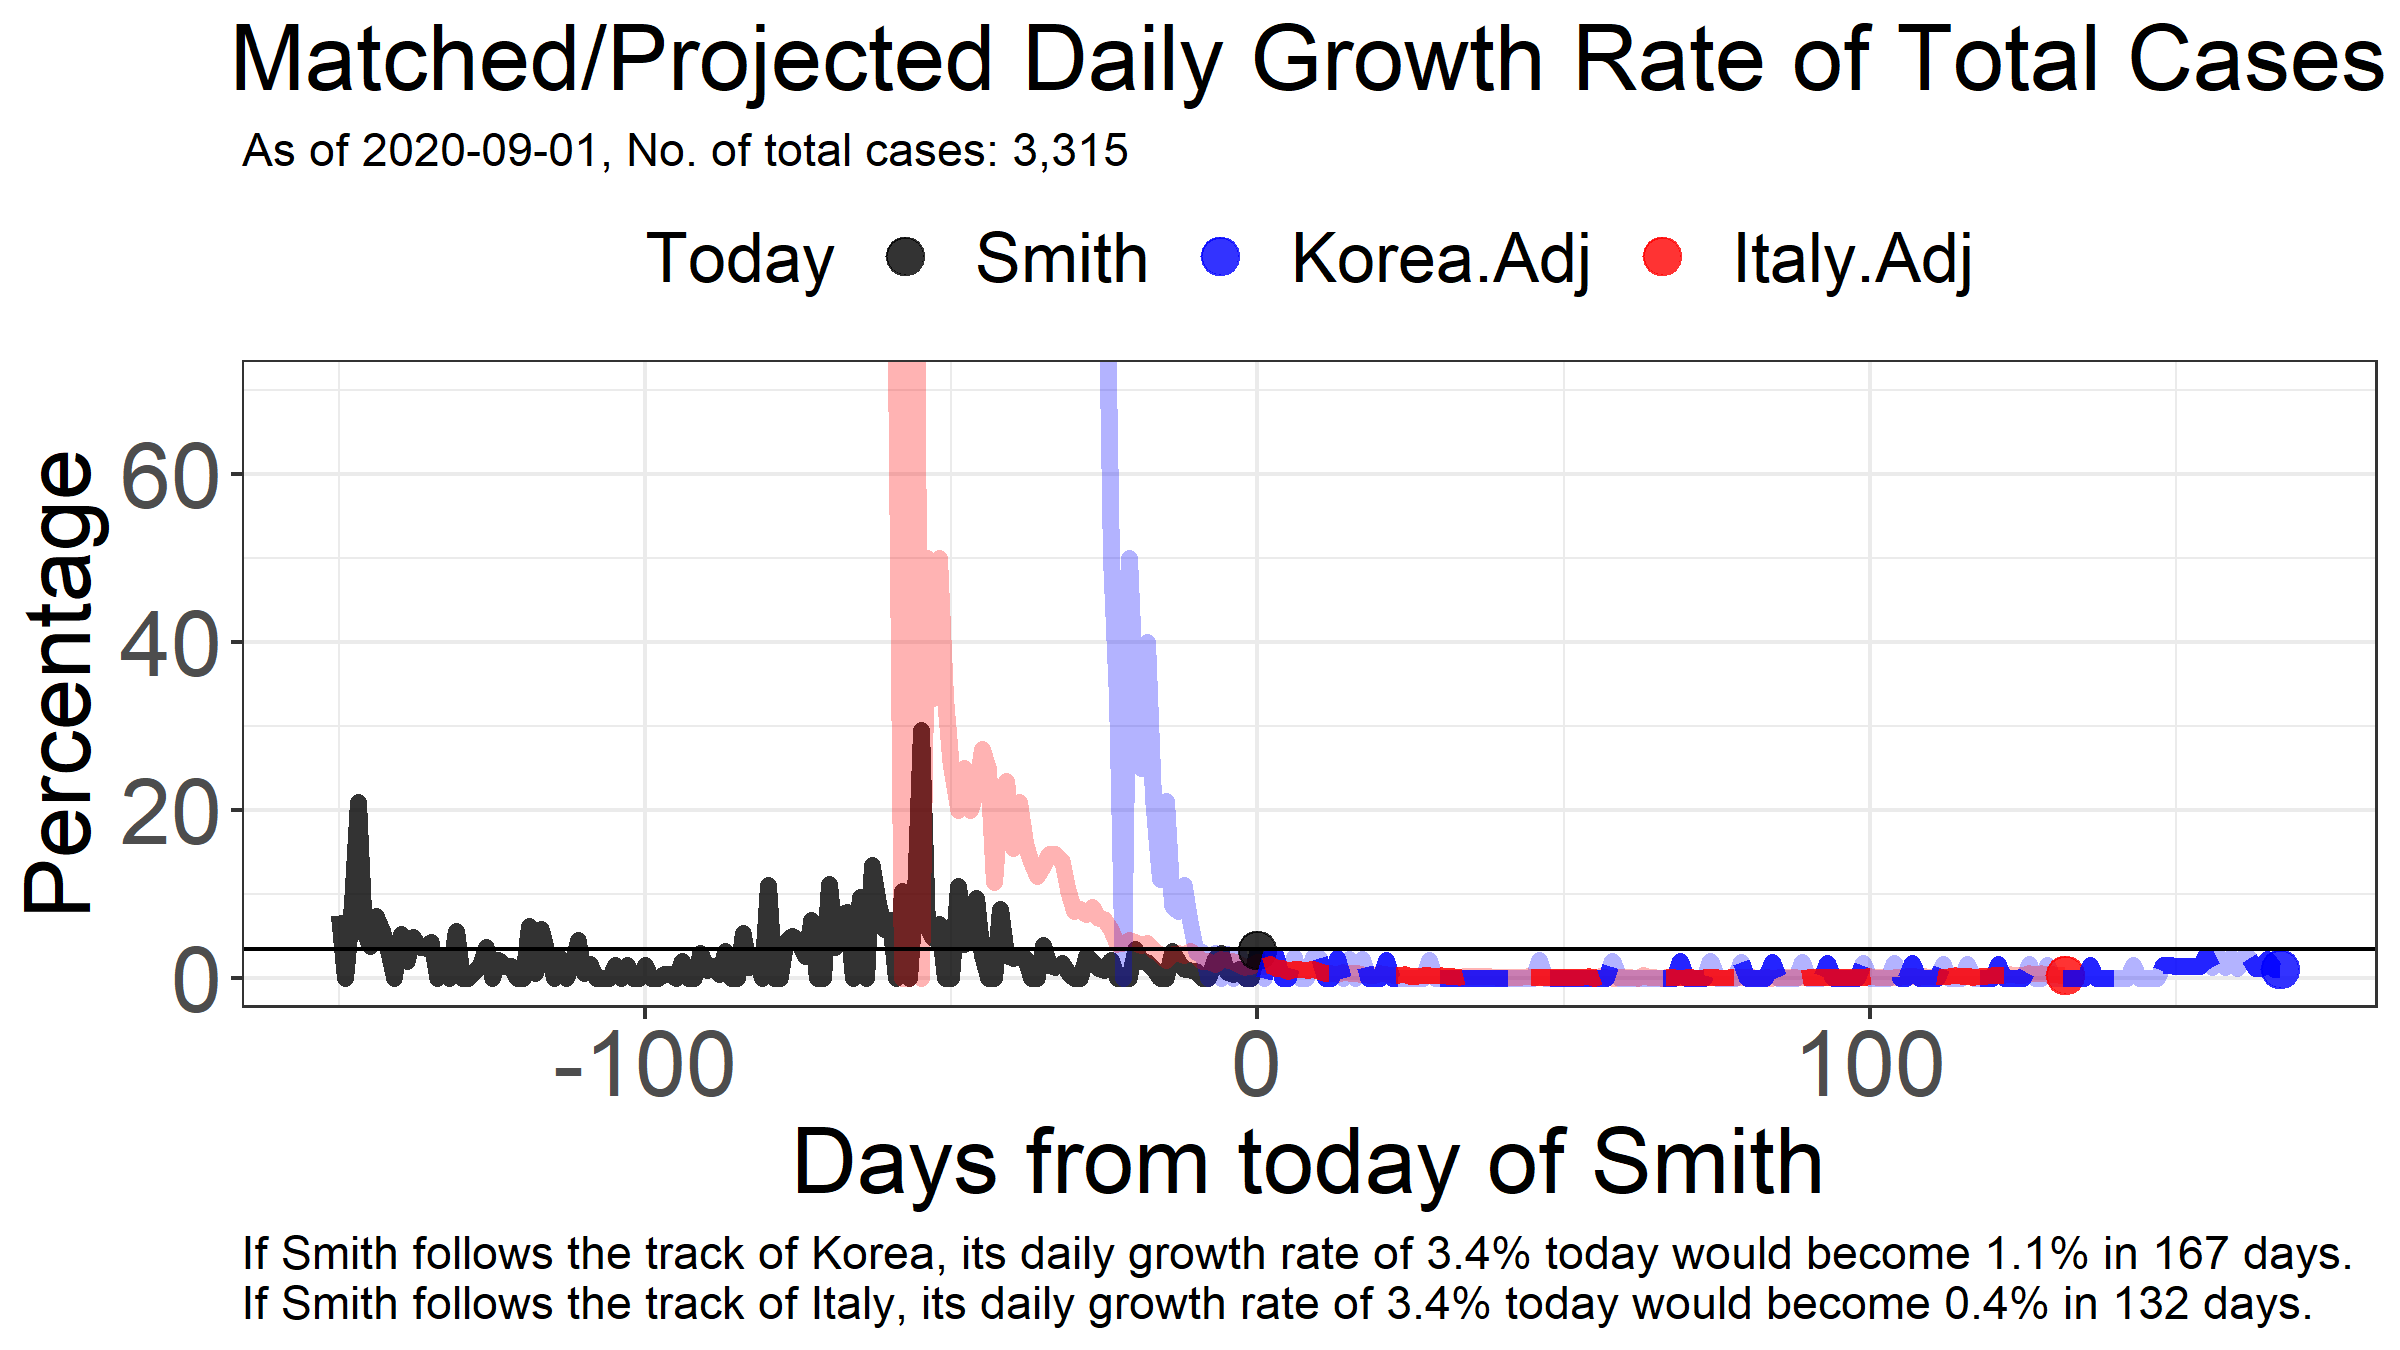 Matched/Projected Daily Growth Rate of Total Cases
As of 2020-09-01, No. of total cases: 3,315
Today Smith Korea.Adj Italy.Adj
Percentage
60
40
20
0
-100 0 100
Days from today of Smith
If Smith follows the track of Korea, its daily growth rate of 3.4% today would become 1.1% in 167 days.
If Smith follows the track of Italy, its daily growth rate of 3.4% today would become 0.4% in 132 days.